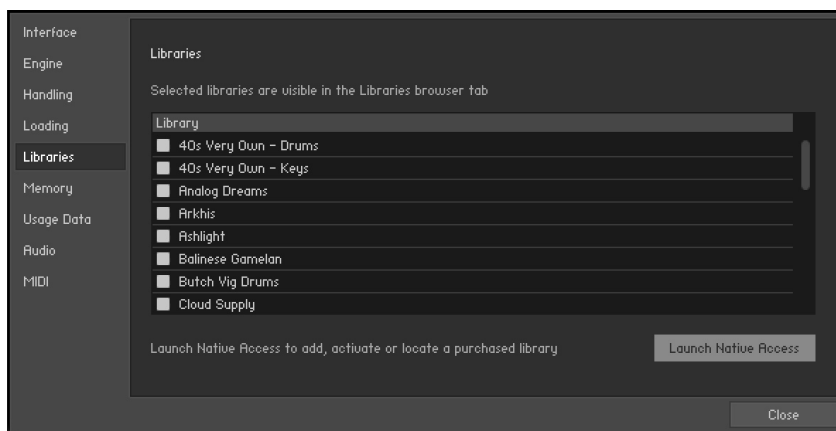 Interface
Engine
Handling
Loading
Libraries
Memory
Usage Data
Audio
MIDI
Libraries
Selected libraries are visible in the Libraries browser tab
Library
40s Very Own - Drums
40s Very Own - Keys
Analog Dreams
Arkhis
Ashlight
Balinese Gamelan
Butch Vig Drums
Cloud Supply
Launch Native Access to add, activate or locate a purchased library
Launch Native Access
Close